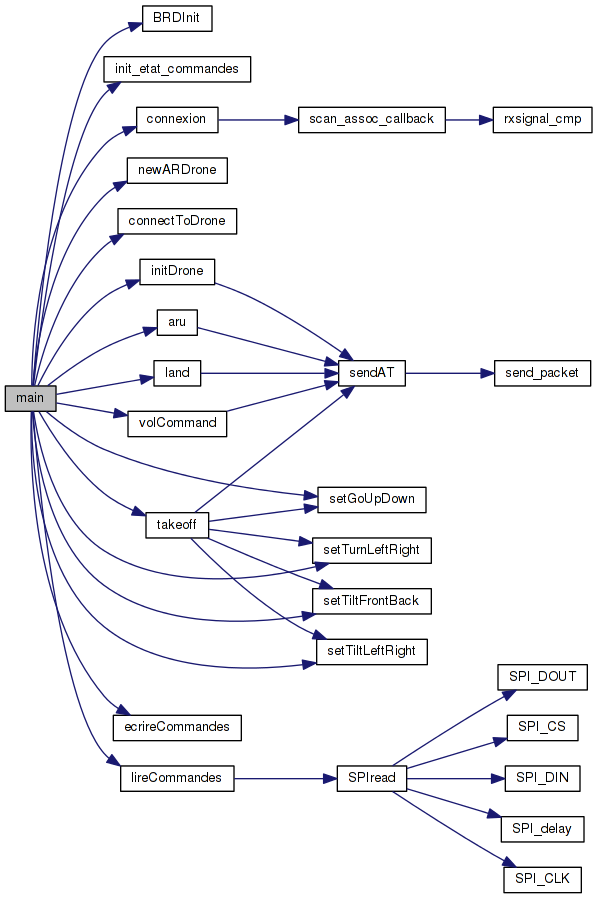 BRDInit
init_etat_commandes
connexion
scan_assoc_callback
rxsignal_cmp
newARDrone
connectToDrone
initDrone
aru
land
sendAT
send_packet
main
volCommand
setGoUpDown
takeoff
setTurnLeftRight
setTiltFrontBack
setTiltLeftRight
SPI_DOUT
ecrireCommandes
SPI_CS
lireCommandes
SPIread
SPI_DIN
SPI_delay
SPI_CLK